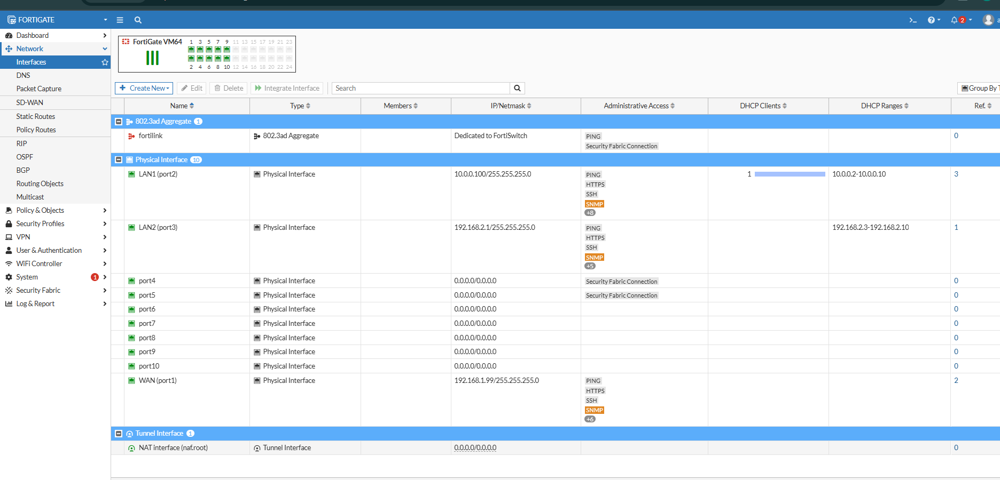 FORTIGATE
2
Dashboard
Network
Interfaces
DNS
Packet Capture
SD-WAN
Static Routes
Policy Routes
RIP
OSPF
BGP
Routing Objects
Multicast
Policy & Objects
Security Profiles
VPN
User & Authentication
WiFi Controller
System 1
Security Fabric
Log & Report
FortiGate VM64
1 3 5 7 9 11 13 15 17 19 21 23
2 4 6 8 10 12 14 16 18 20 22 24
Create New Edit Delete Integrate Interface Search Group By
Name Type Members IP/Netmask Administrative Access DHCP Clients DHCP Ranges Ref.
802.3ad Aggregate 1
fortilink 802.3ad Aggregate Dedicated to FortiSwitch PING 0
Security Fabric Connection
Physical Interface 10
LAN1 (port2) Physical Interface 10.0.0.100/255.255.255.0 PING 1 10.0.0.2-10.0.0.10 3
HTTPS
SSH
SNMP
+8
LAN2 (port3) Physical Interface 192.168.2.1/255.255.255.0 PING 192.168.2.3-192.168.2.10 1
HTTPS
SSH
SNMP
+5
port4 Physical Interface 0.0.0.0/0.0.0.0 Security Fabric Connection 0
port5 Physical Interface 0.0.0.0/0.0.0.0 Security Fabric Connection 0
port6 Physical Interface 0.0.0.0/0.0.0.0 0
port7 Physical Interface 0.0.0.0/0.0.0.0 0
port8 Physical Interface 0.0.0.0/0.0.0.0 0
port9 Physical Interface 0.0.0.0/0.0.0.0 0
port10 Physical Interface 0.0.0.0/0.0.0.0 0
WAN (port1) Physical Interface 192.168.1.99/255.255.255.0 PING 2
HTTPS
SSH
SNMP
+6
Tunnel Interface 1
NAT interface (naf.root) Tunnel Interface 0.0.0.0/0.0.0.0 0